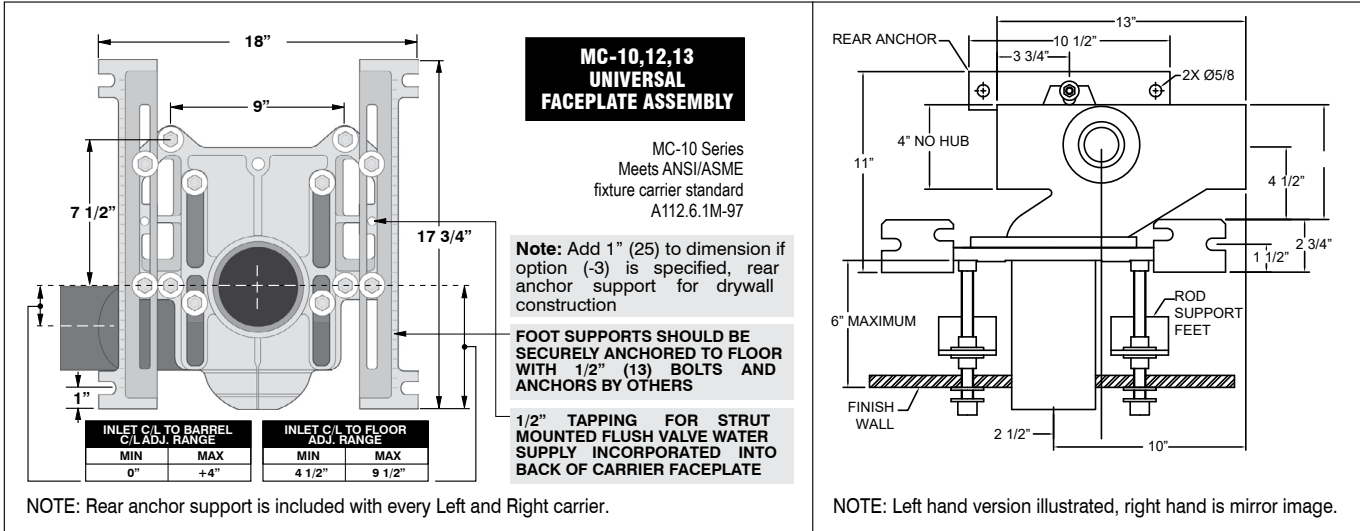 18”
9”
7 1/2”
17 3/4”
1”
MC-10,12,13
UNIVERSAL
FACEPLATE ASSEMBLY
MC-10 Series
Meets ANSI/ASME
fixture carrier standard
A112.6.1M-97
Note: Add 1” (25) to dimension if
option (-3) is specified, rear
anchor support for drywall
construction
FOOT SUPPORTS SHOULD BE
SECURELY ANCHORED TO FLOOR
WITH 1/2” (13) BOLTS AND
ANCHORS BY OTHERS
1/2” TAPPING FOR STRUT
MOUNTED FLUSH VALVE WATER
SUPPLY INCORPORATED INTO
BACK OF CARRIER FACEPLATE
INLET C/L TO BARREL
C/L ADJ. RANGE
MIN MAX
0” +4”
INLET C/L TO FLOOR
ADJ. RANGE
MIN MAX
4 1/2” 9 1/2”
NOTE: Rear anchor support is included with every Left and Right carrier.
13”
REAR ANCHOR
10 1/2”
3 3/4”
2X Ø5/8
4” NO HUB
11”
4 1/2”
2 3/4”
1 1/2”
6” MAXIMUM
ROD
SUPPORT
FEET
FINISH
WALL
2 1/2”
10”
NOTE: Left hand version illustrated, right hand is mirror image.